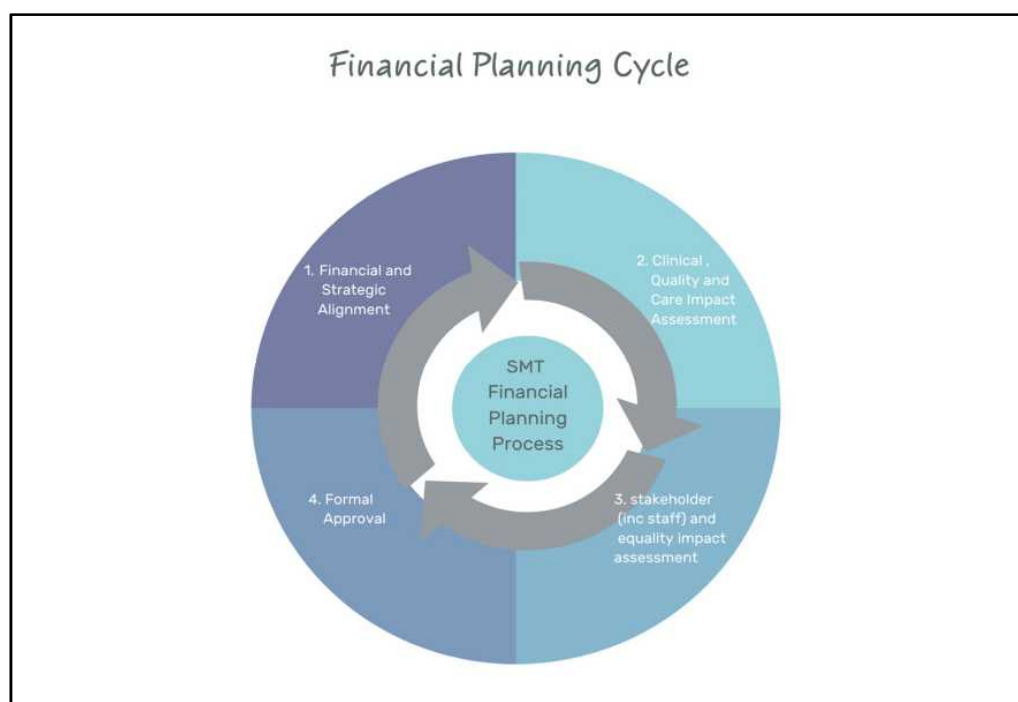 Financial Planning Cycle
1. Financial and
Strategic
Alignment
2. Clinical ,
Quality and
Care Impact
Assessment
SMT
Financial
Planning
Process
4. Formal
Approval
3. stakeholder
(inc staff) and
equality impact
assessment